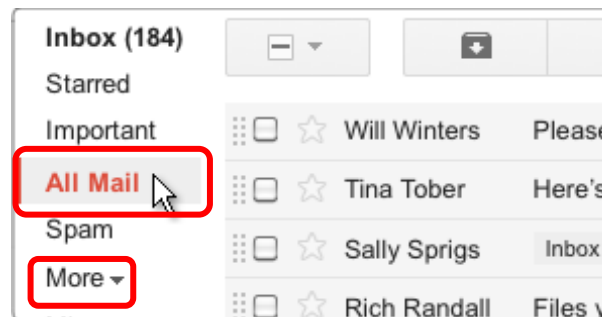 Inbox (184)
Starred
Important
All Mail
Spam
More
Will Winters Please
Tina Tober Here's
Sally Sprigs Inbox
Rich Randall Files